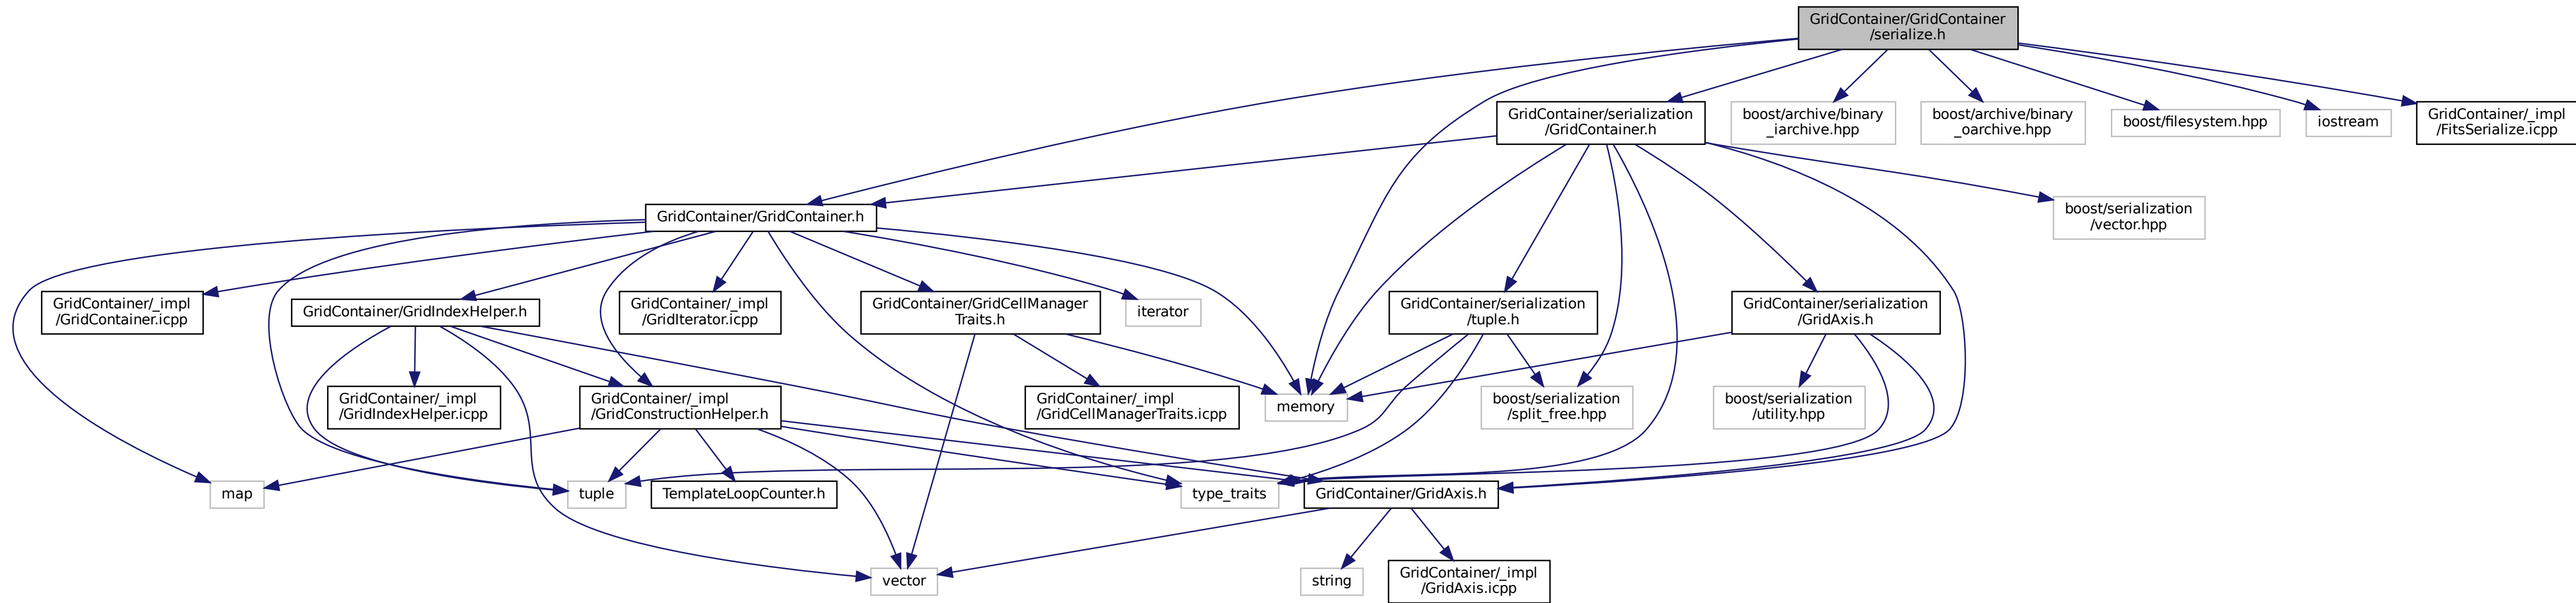 GridContainer/GridContainer
/serialize.h
GridContainer/serialization
/GridContainer.h
boost/archive/binary
_iarchive.hpp
boost/archive/binary
_oarchive.hpp
boost/filesystem.hpp
iostream
GridContainer/_impl
/FitsSerialize.icpp
GridContainer/GridContainer.h
boost/serialization
/vector.hpp
GridContainer/_impl
/GridContainer.icpp
GridContainer/GridIndexHelper.h
GridContainer/_impl
/GridIterator.icpp
GridContainer/GridCellManager
Traits.h
iterator
GridContainer/serialization
/tuple.h
GridContainer/serialization
/GridAxis.h
GridContainer/_impl
/GridIndexHelper.icpp
GridContainer/_impl
/GridConstructionHelper.h
GridContainer/_impl
/GridCellManagerTraits.icpp
memory
boost/serialization
/split_free.hpp
boost/serialization
/utility.hpp
map
tuple
TemplateLoopCounter.h
type_traits
GridContainer/GridAxis.h
vector
string
GridContainer/_impl
/GridAxis.icpp